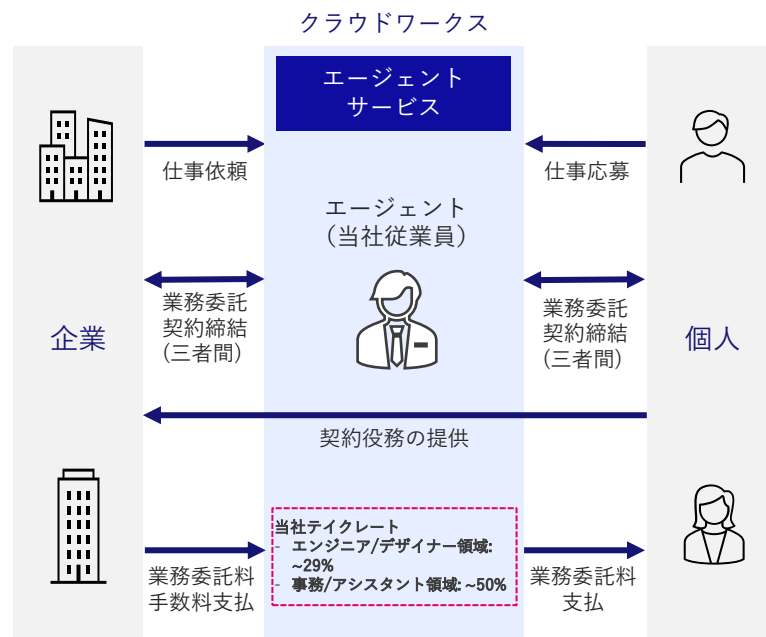 クラウドワークス
エージェント
サービス
仕事依頼
仕事応募
エージェント
（当社従業員）
業務委託
契約締結
(三者間)
業務委託
契約締結
(三者間)
企業
個人
契約役務の提供
当社テイクレート
- エンジニア/デザイナー領域:
~29%
- 事務/アシスタント領域: ~50%
業務委託料
手数料支払
業務委託料
支払